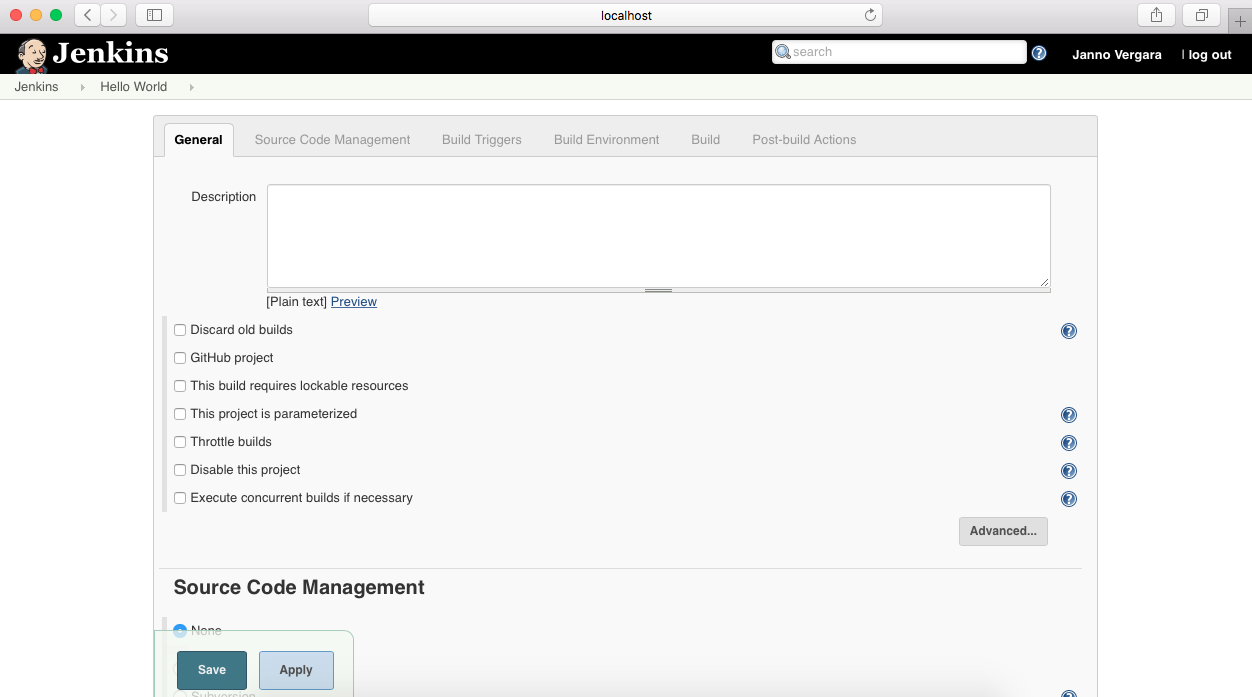 localhost
Jenkins
search
Janno Vergara | log out
Jenkins Hello World
General Source Code Management Build Triggers Build Environment Build Post-build Actions
Description
[Plain text] Preview
Discard old builds
GitHub project
This build requires lockable resources
This project is parameterized
Throttle builds
Disable this project
Execute concurrent builds if necessary
Advanced...
Source Code Management
None
Save Apply
Subversion